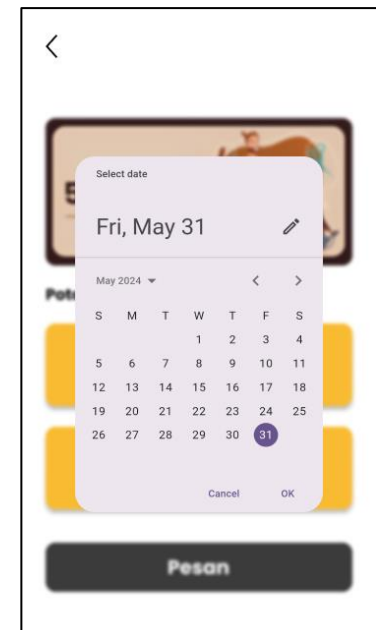 Select date
Fri, May 31
May 2024
S M T W T F S
1 2 3 4
5 6 7 8 9 10 11
12 13 14 15 16 17 18
19 20 21 22 23 24 25
26 27 28 29 30 31
Cancel OK
Pesan